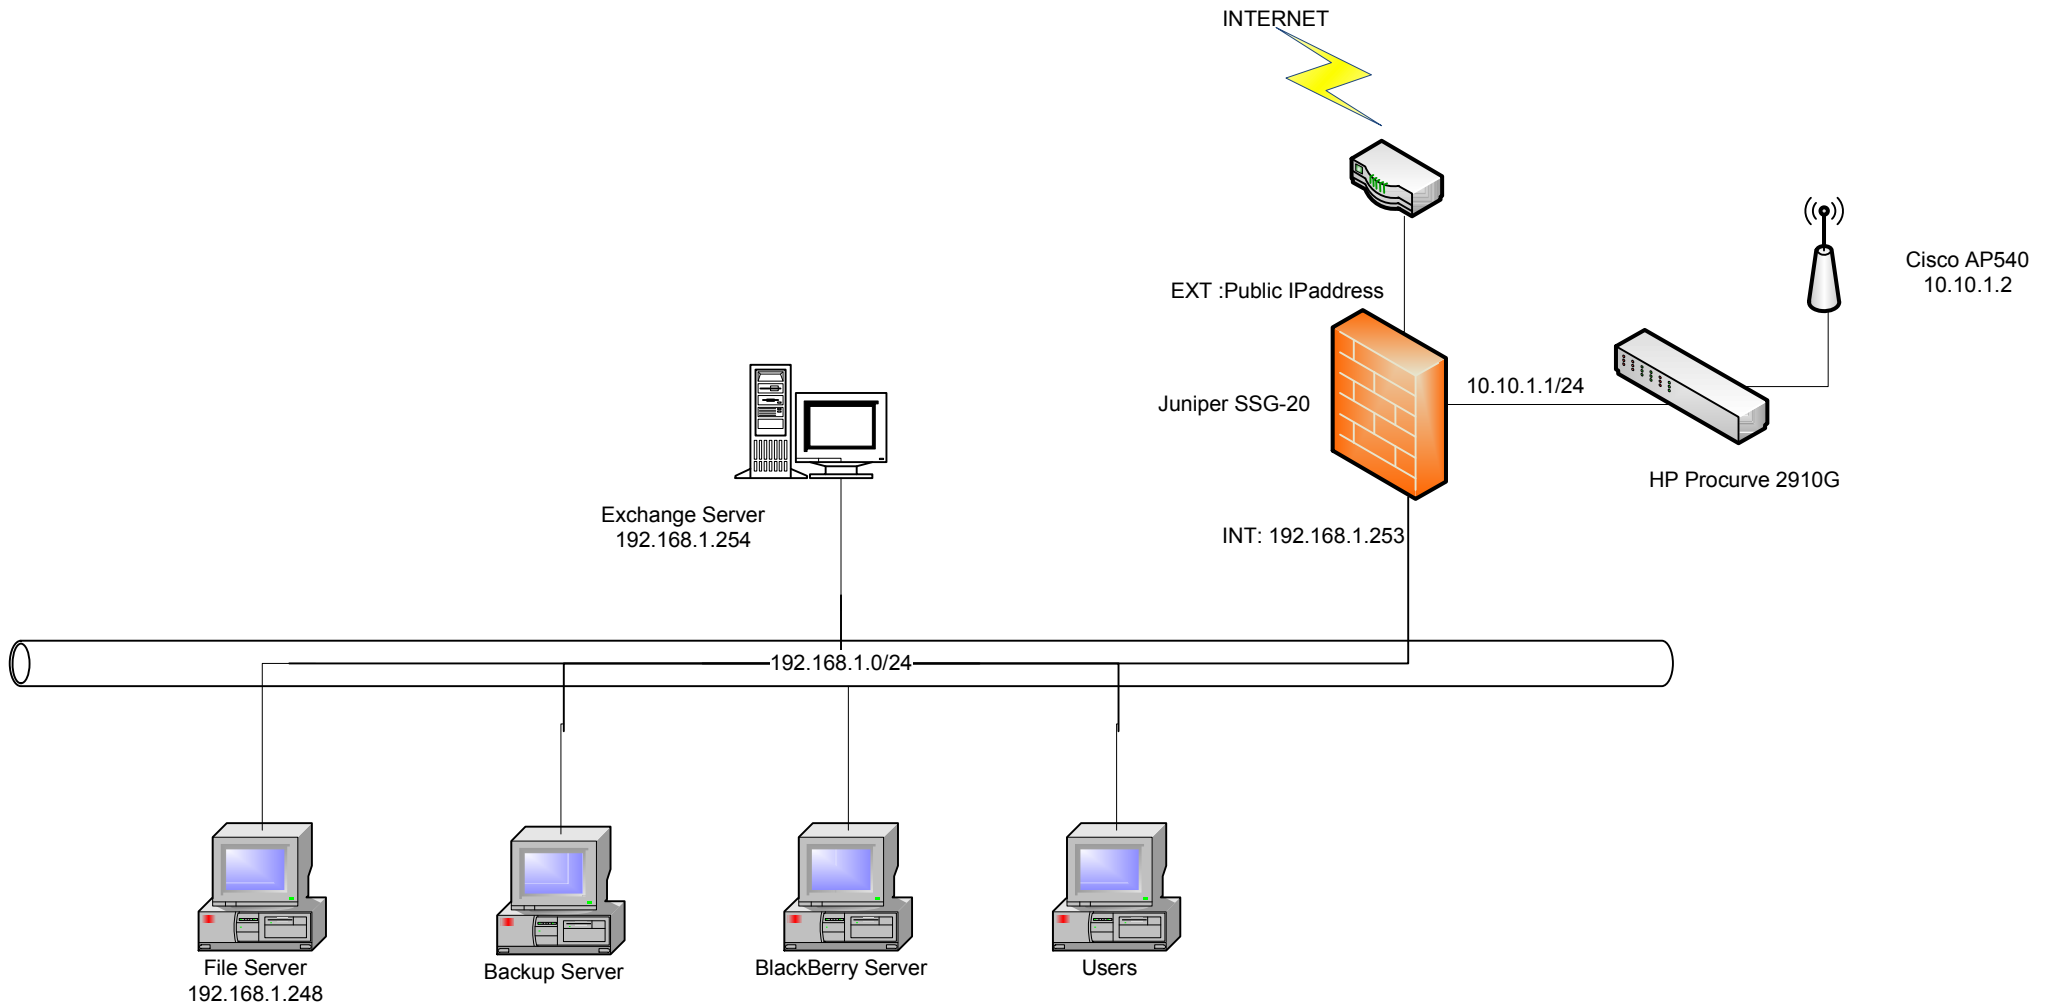 INTERNET
Cisco AP540
10.10.1.2
EXT :Public IPaddress
10.10.1.1/24
Juniper SSG-20
HP Procurve 2910G
Exchange Server
192.168.1.254
INT: 192.168.1.253
192.168.1.0/24
File Server
192.168.1.248
Backup Server
BlackBerry Server
Users